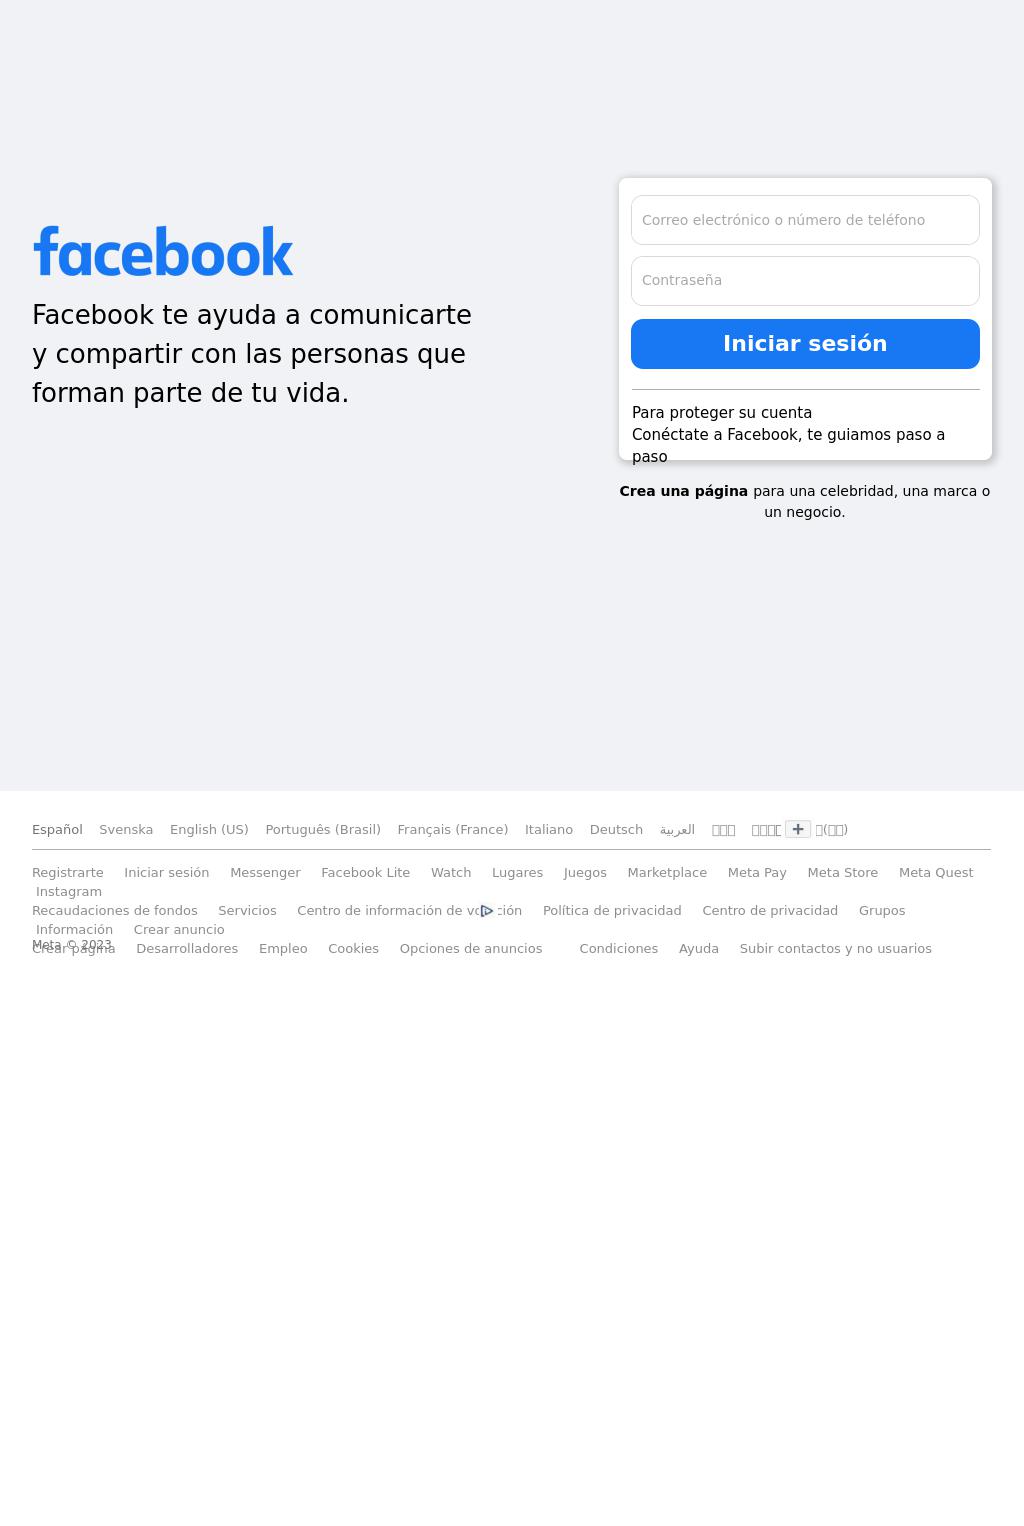 facebook
Facebook te ayuda a comunicarte
y compartir con las personas que
forman parte de tu vida.
Correo electrónico o número de teléfono
Contraseña
Iniciar sesión
Para proteger su cuenta
Conéctate a Facebook, te guiamos paso a
paso
Crea una página para una celebridad, una marca o
un negocio.
Español Svenska English (US) Português (Brasil) Français (France) Italiano Deutsch العربية
Registrarte Iniciar sesión Messenger Facebook Lite Watch Lugares Juegos Marketplace Meta Pay Meta Store Meta Quest
Instagram
Recaudaciones de fondos Servicios Centro de información de Política de privacidad Centro de privacidad Grupos
Información Crear anuncio
Meta © 2023
Crear página Desarrolladores Empleo Cookies Opciones de anuncios Condiciones Ayuda Subir contactos y no usuarios